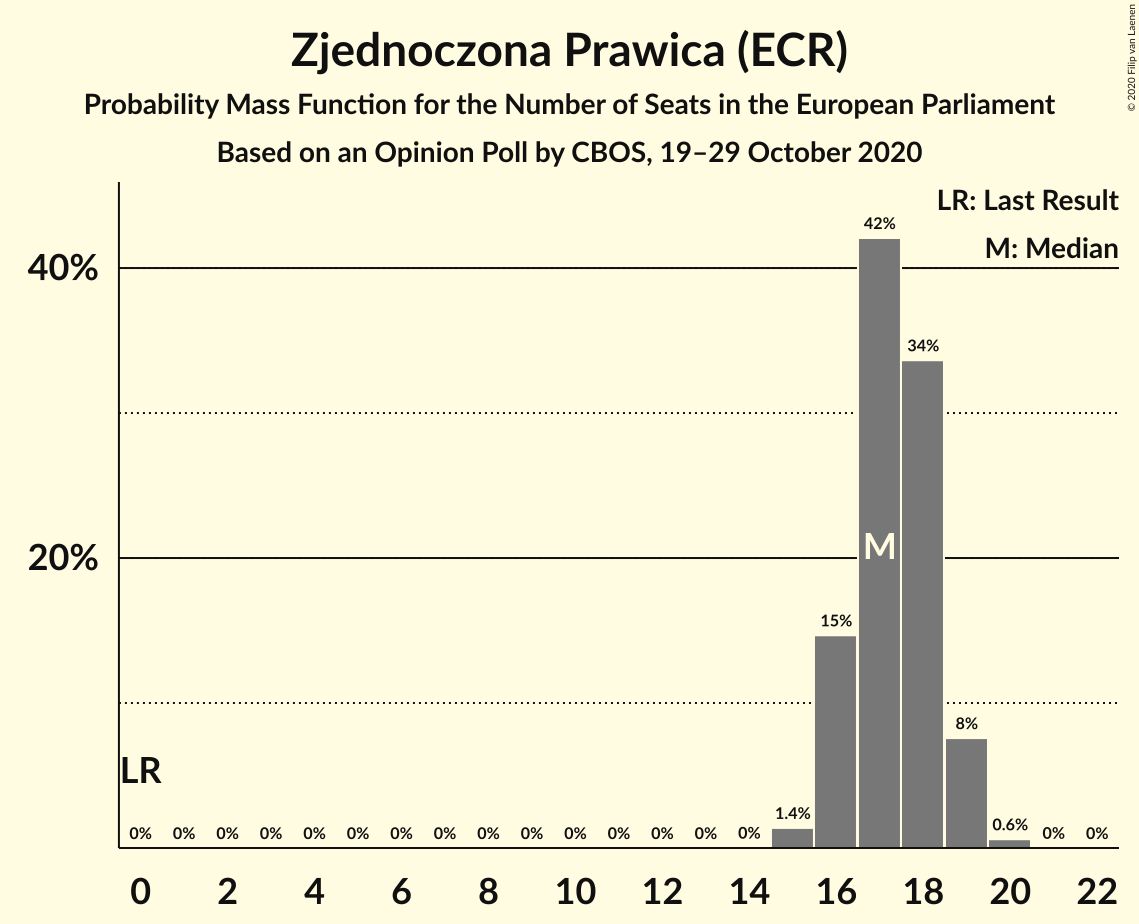 Zjednoczona Prawica (ECR)
Probability Mass Function for the Number of Seats in the European Parliament
Based on an Opinion Poll by CBOS, 19–29 October 2020
© 2020 Filip van Laenen
LR: Last Result
M: Median
42%
40%
34%
20%
M
15%
8%
LR
1.4%
0.6%
0% 0% 0% 0% 0% 0% 0% 0% 0% 0% 0% 0% 0% 0% 0% 0% 0%
0 2 4 6 8 10 12 14 16 18 20 22